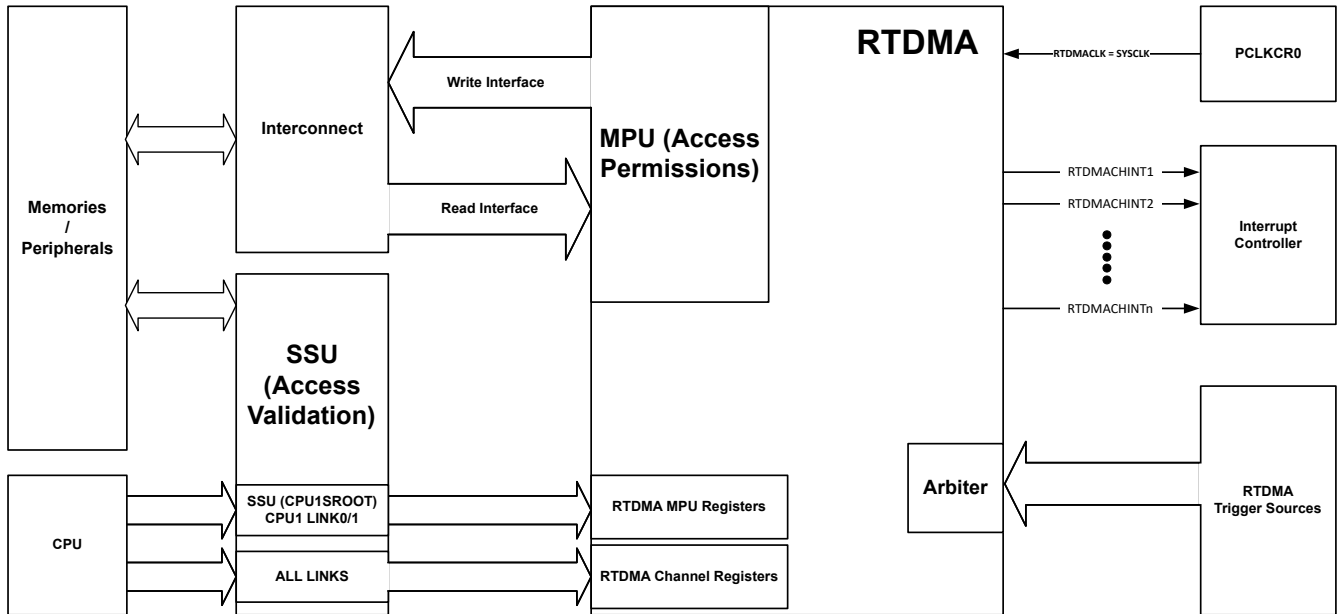 RTDMA
RTDMACLK = SYSCLK
PCLKCR0
Write Interface
Interconnect
MPU (Access
Permissions)
RTDMACHINT1
Read Interface
RTDMACHINT2
Memories
/
Peripherals
Interrupt
Controller
RTDMACHINTn
SSU
(Access
Validation)
Arbiter
RTDMA
Trigger Sources
SSU (CPU1SROOT)
CPU1 LINK0/1
RTDMA MPU Registers
CPU
ALL LINKS
RTDMA Channel Registers